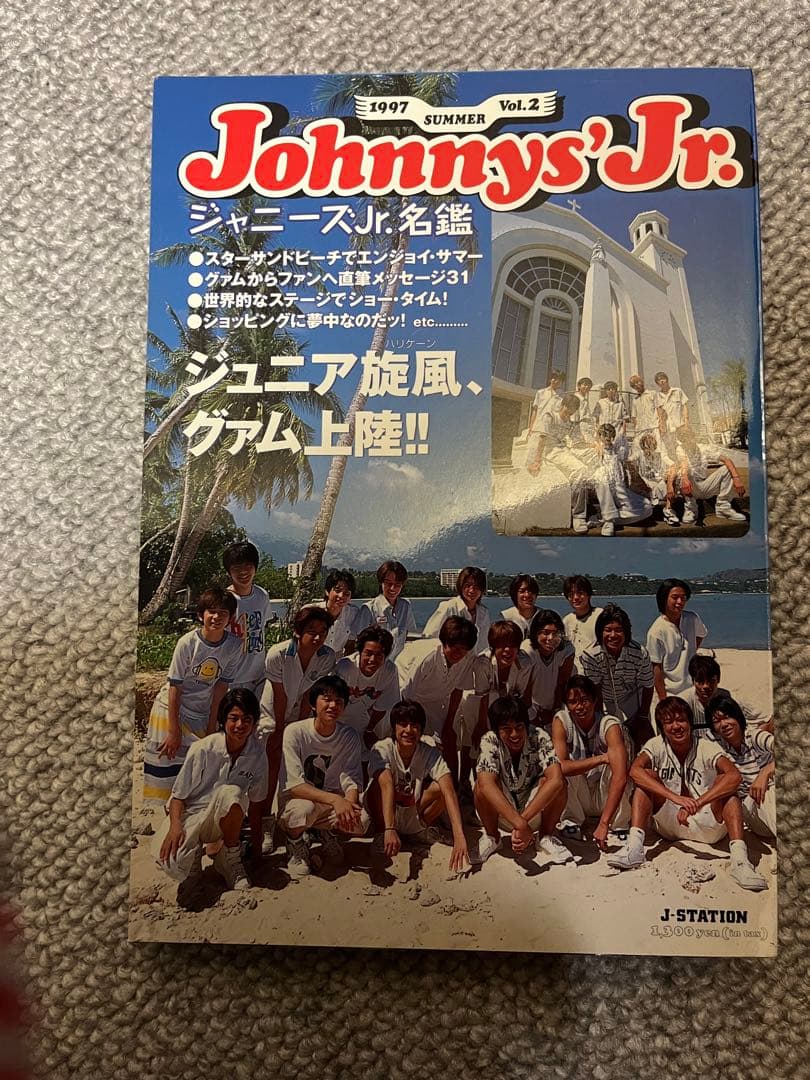 1997 SUMMER Vol.2
Johnnys'Jr.
ジャニーズJr.名鑑
●スターサンドビーチでエンジョイ・サマー
●グァムからファンへ直筆メッセージ31
●世界的なステージでショー・タイム!
●ショッピングに夢中なのだッ! etc.........
ハリケーン
ジュニア旋風、
グァム上陸!!
J-STATION
1,300 yen (in tax)